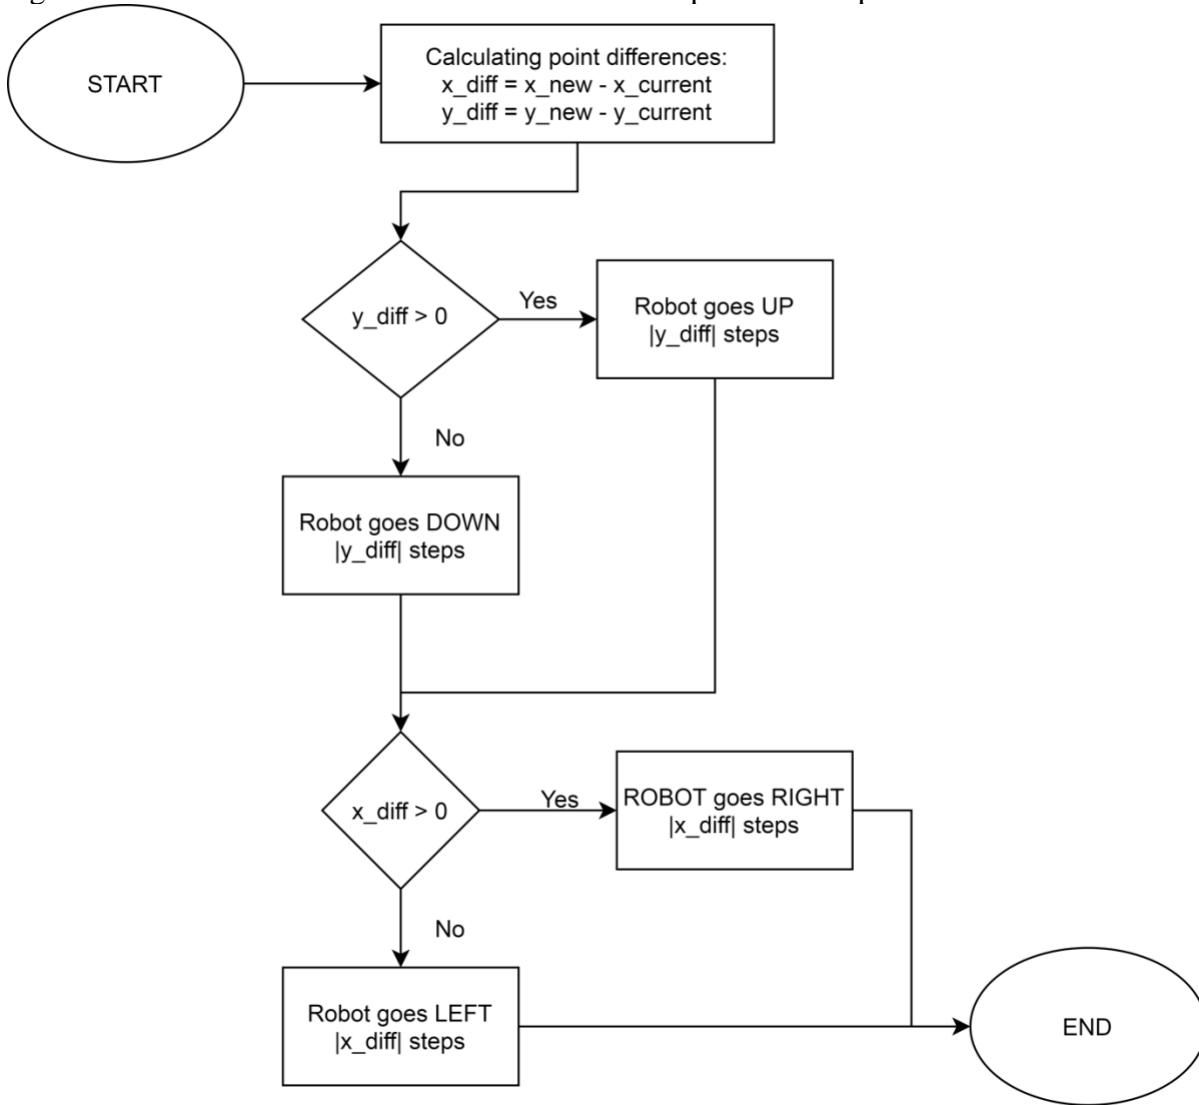 START
Calculating point differences:
x_diff = x_new - x_current
y_diff = y_new - y_current
y_diff > 0
Yes
Robot goes UP
|y_diff| steps
No
Robot goes DOWN
|y_diff| steps
x_diff > 0
Yes
ROBOT goes RIGHT
|x_diff| steps
No
Robot goes LEFT
|x_diff| steps
END